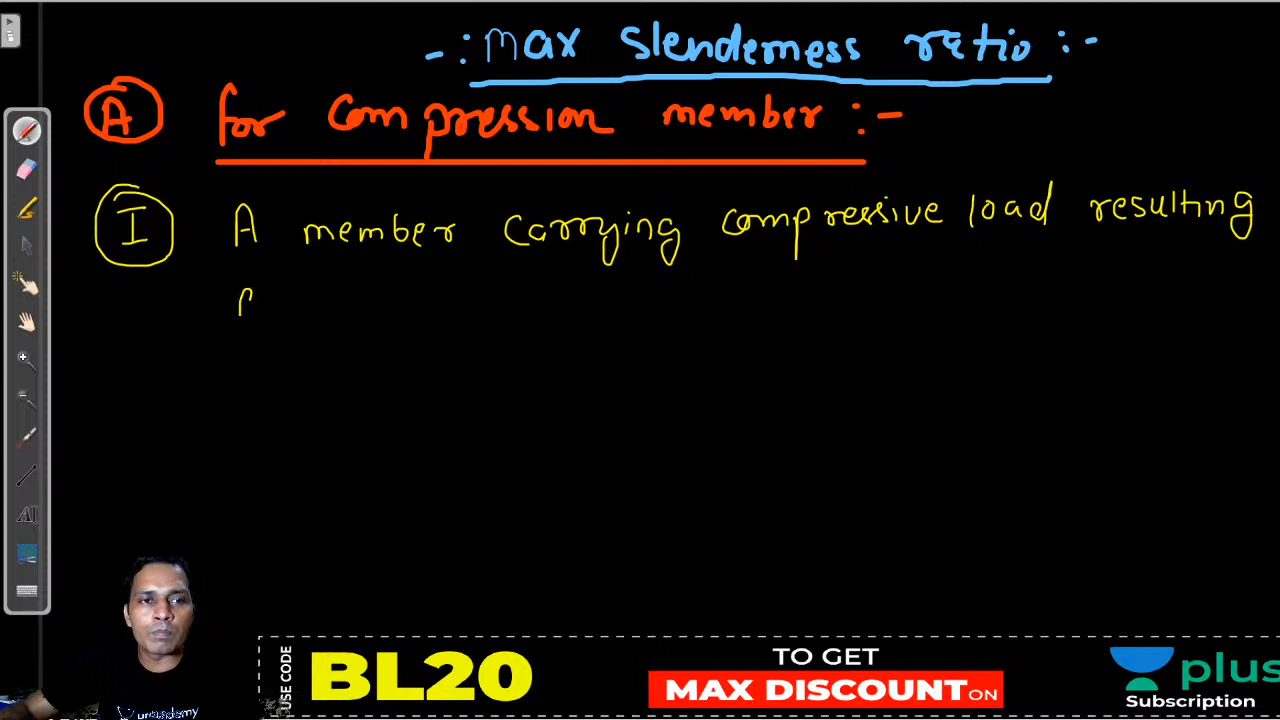 -: Max slenderness ratio :-
A for compression member :-
I A member carrying compressive load resulting
USE CODE
BL20
TO GET
MAX DISCOUNT ON
plus
Subscription
unacademy